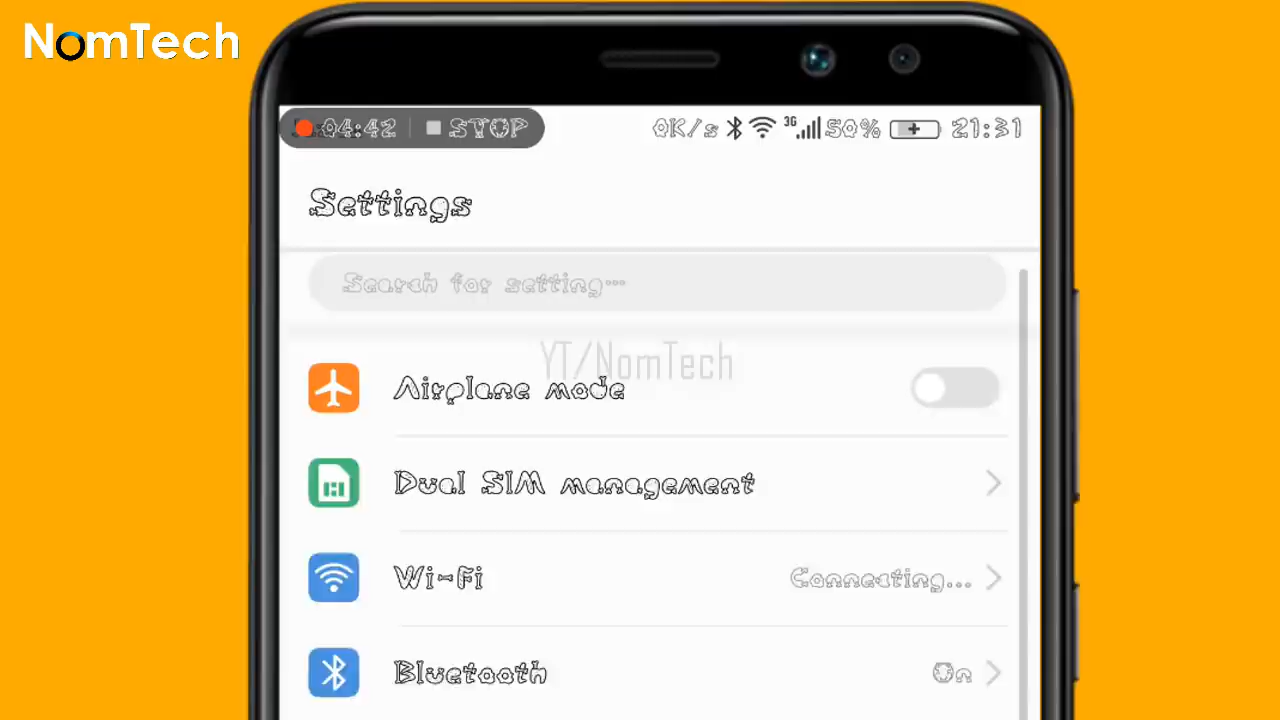 NomTech
04:42 STOP 0K/s 3G 50% 21:31
Settings
Search for setting...
YT/NomTech
Airplane mode
Dual SIM management
Wi-Fi Connecting...
Bluetooth On